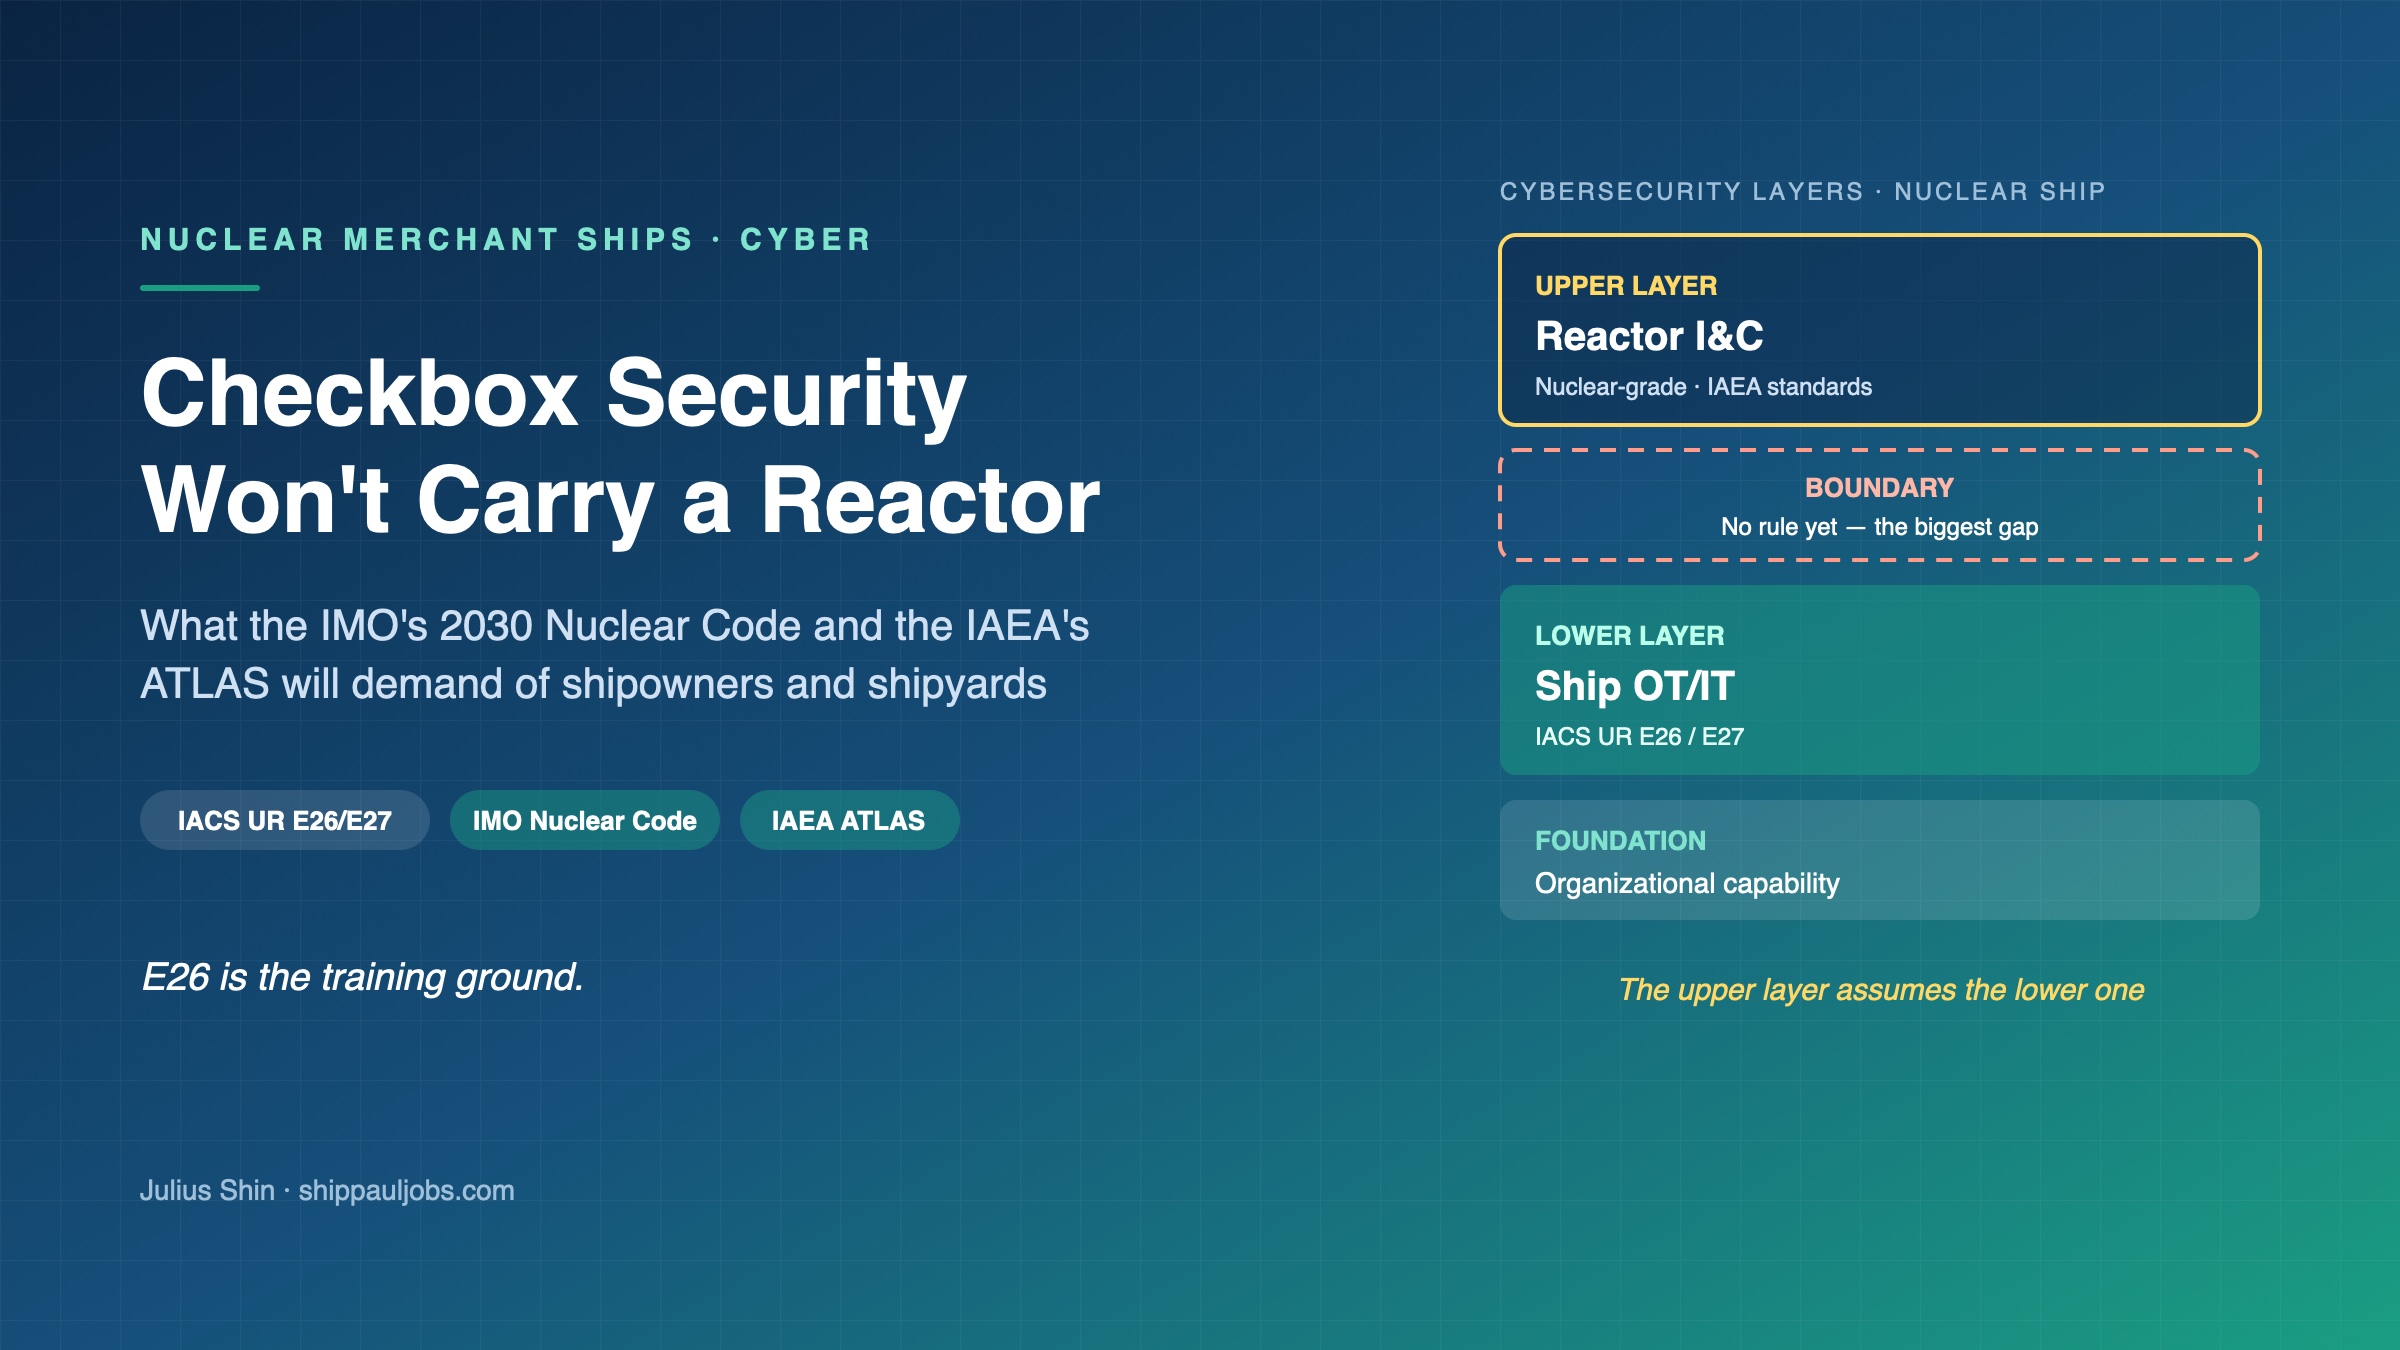 NUCLEAR MERCHANT SHIPS · CYBER
Checkbox Security
Won't Carry a Reactor
What the IMO's 2030 Nuclear Code and the IAEA's
ATLAS will demand of shipowners and shipyards
IACS UR E26/E27
IMO Nuclear Code
IAEA ATLAS
E26 is the training ground.
Julius Shin · shippauljobs.com
CYBERSECURITY LAYERS · NUCLEAR SHIP
UPPER LAYER
Reactor I&C
Nuclear-grade · IAEA standards
BOUNDARY
No rule yet — the biggest gap
LOWER LAYER
Ship OT/IT
IACS UR E26 / E27
FOUNDATION
Organizational capability
The upper layer assumes the lower one